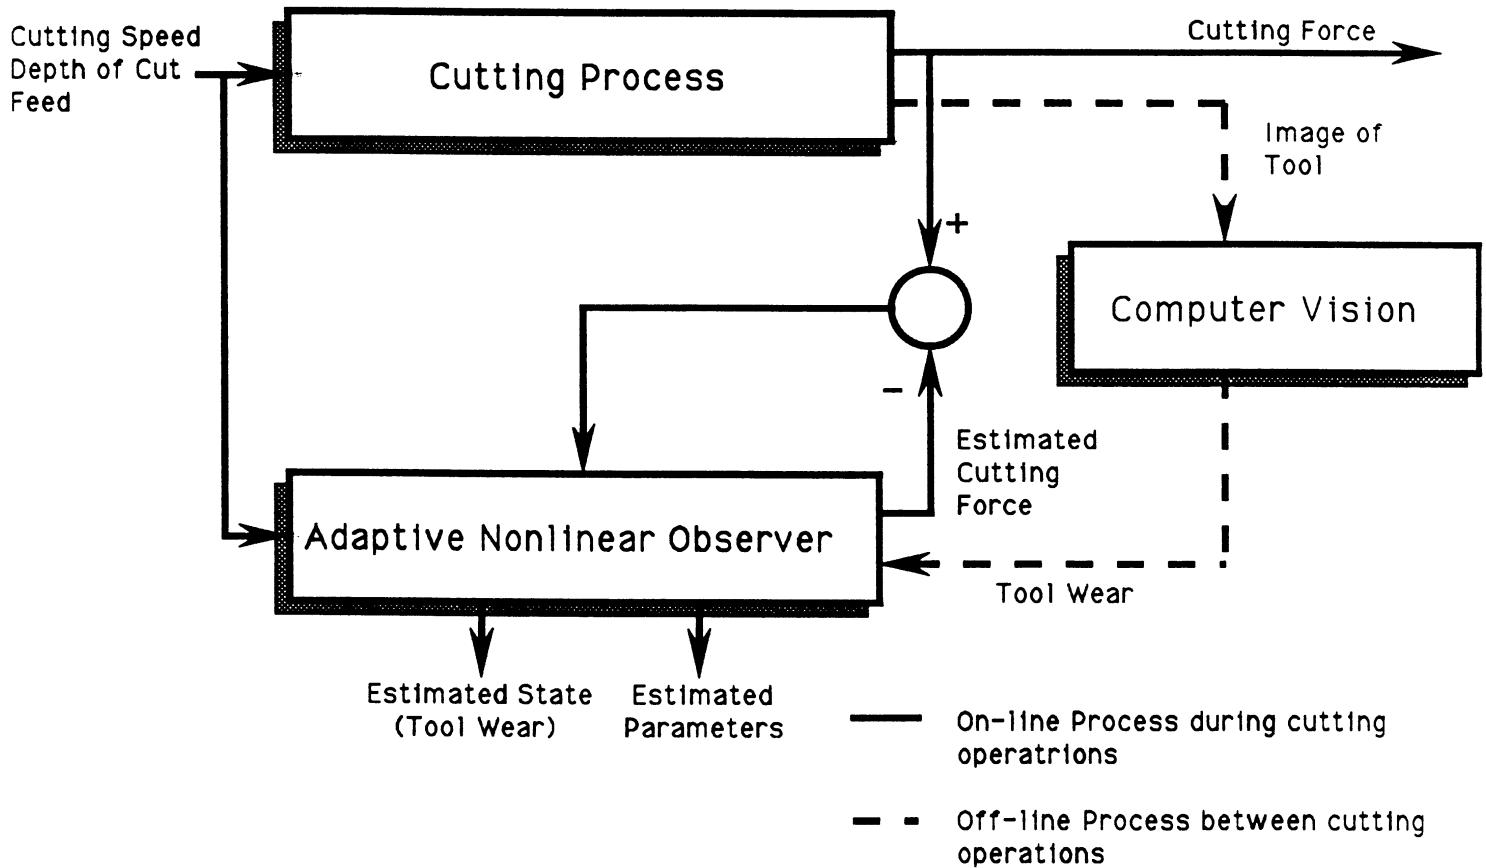 Cutting Speed
Depth of Cut
Feed
Cutting Process
Cutting Force
Image of
Tool
+
Computer Vision
-
Estimated
Cutting
Force
Adaptive Nonlinear Observer
Tool Wear
Estimated State
(Tool Wear)
Estimated
Parameters
On-line Process during cutting
operatrions
Off-line Process between cutting
operations